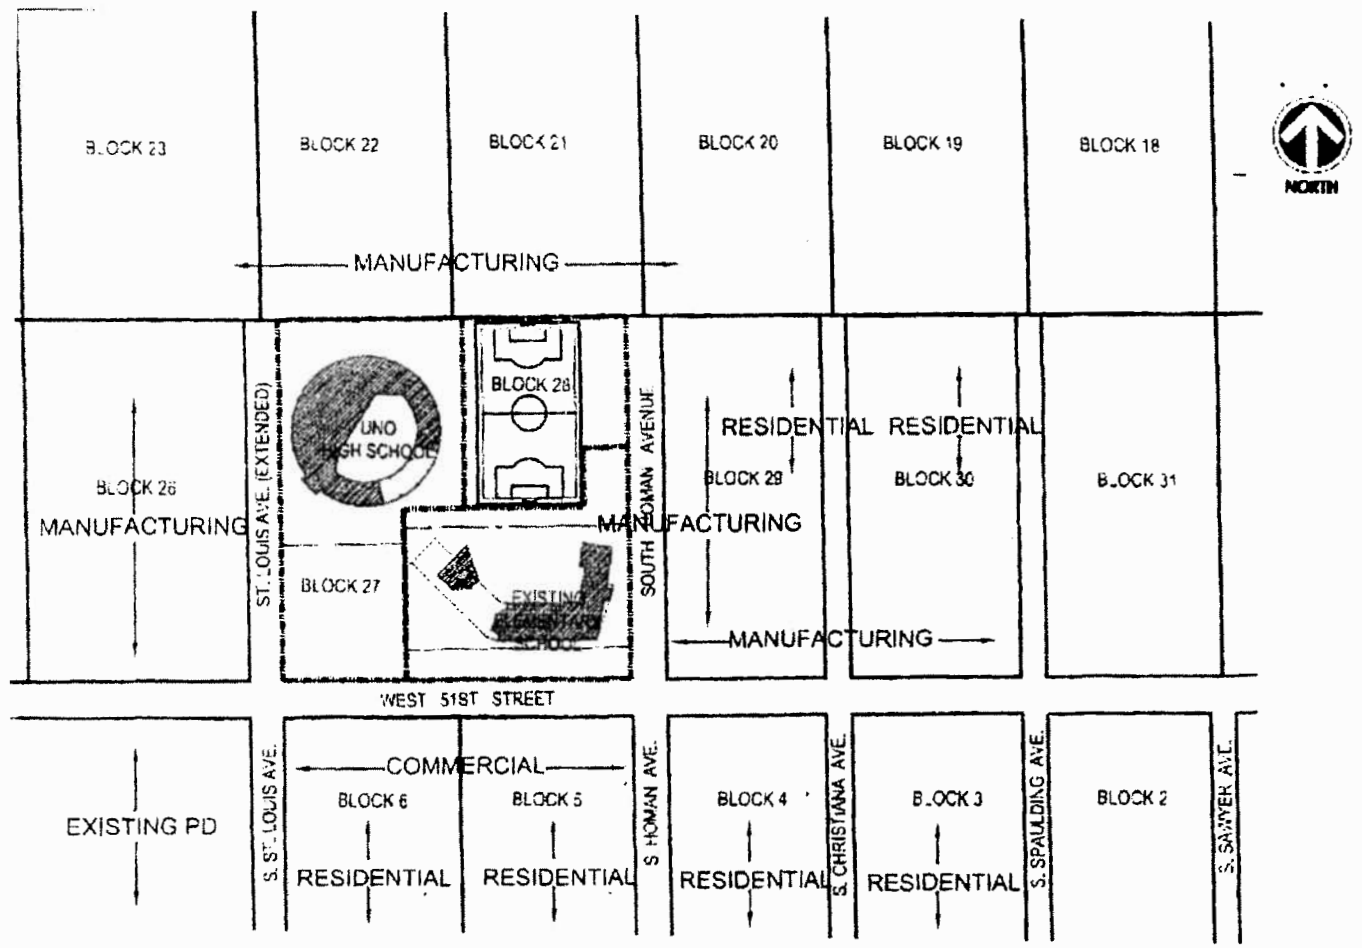 BLOCK 23
BLOCK 22
BLOCK 21
BLOCK 20
BLOCK 19
BLOCK 18
NORTH
MANUFACTURING
BLOCK 26
MANUFACTURING
ST. LOUIS AVE. (EXTENDED)
UNO
HIGH SCHOOL
BLOCK 28
BLOCK 27
EXISTING
ELEMENTARY
SCHOOL
MANUFACTURING
SOUTH HOMAN AVENUE
RESIDENTIAL
RESIDENTIAL
BLOCK 29
BLOCK 30
BLOCK 31
MANUFACTURING
WEST 51ST STREET
EXISTING PD
S. ST. LOUIS AVE.
COMMERCIAL
BLOCK 6
BLOCK 5
RESIDENTIAL
RESIDENTIAL
S HOMAN AVE.
BLOCK 4
RESIDENTIAL
S. CHRISTIANA AVE.
BLOCK 3
RESIDENTIAL
S. SPAULDING AVE.
BLOCK 2
S. SAWYER AVE.